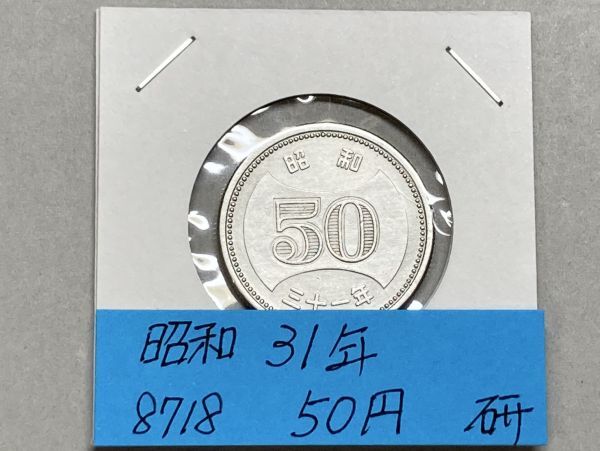 昭和
50
三十一年
昭和 31年
8718 50円 研